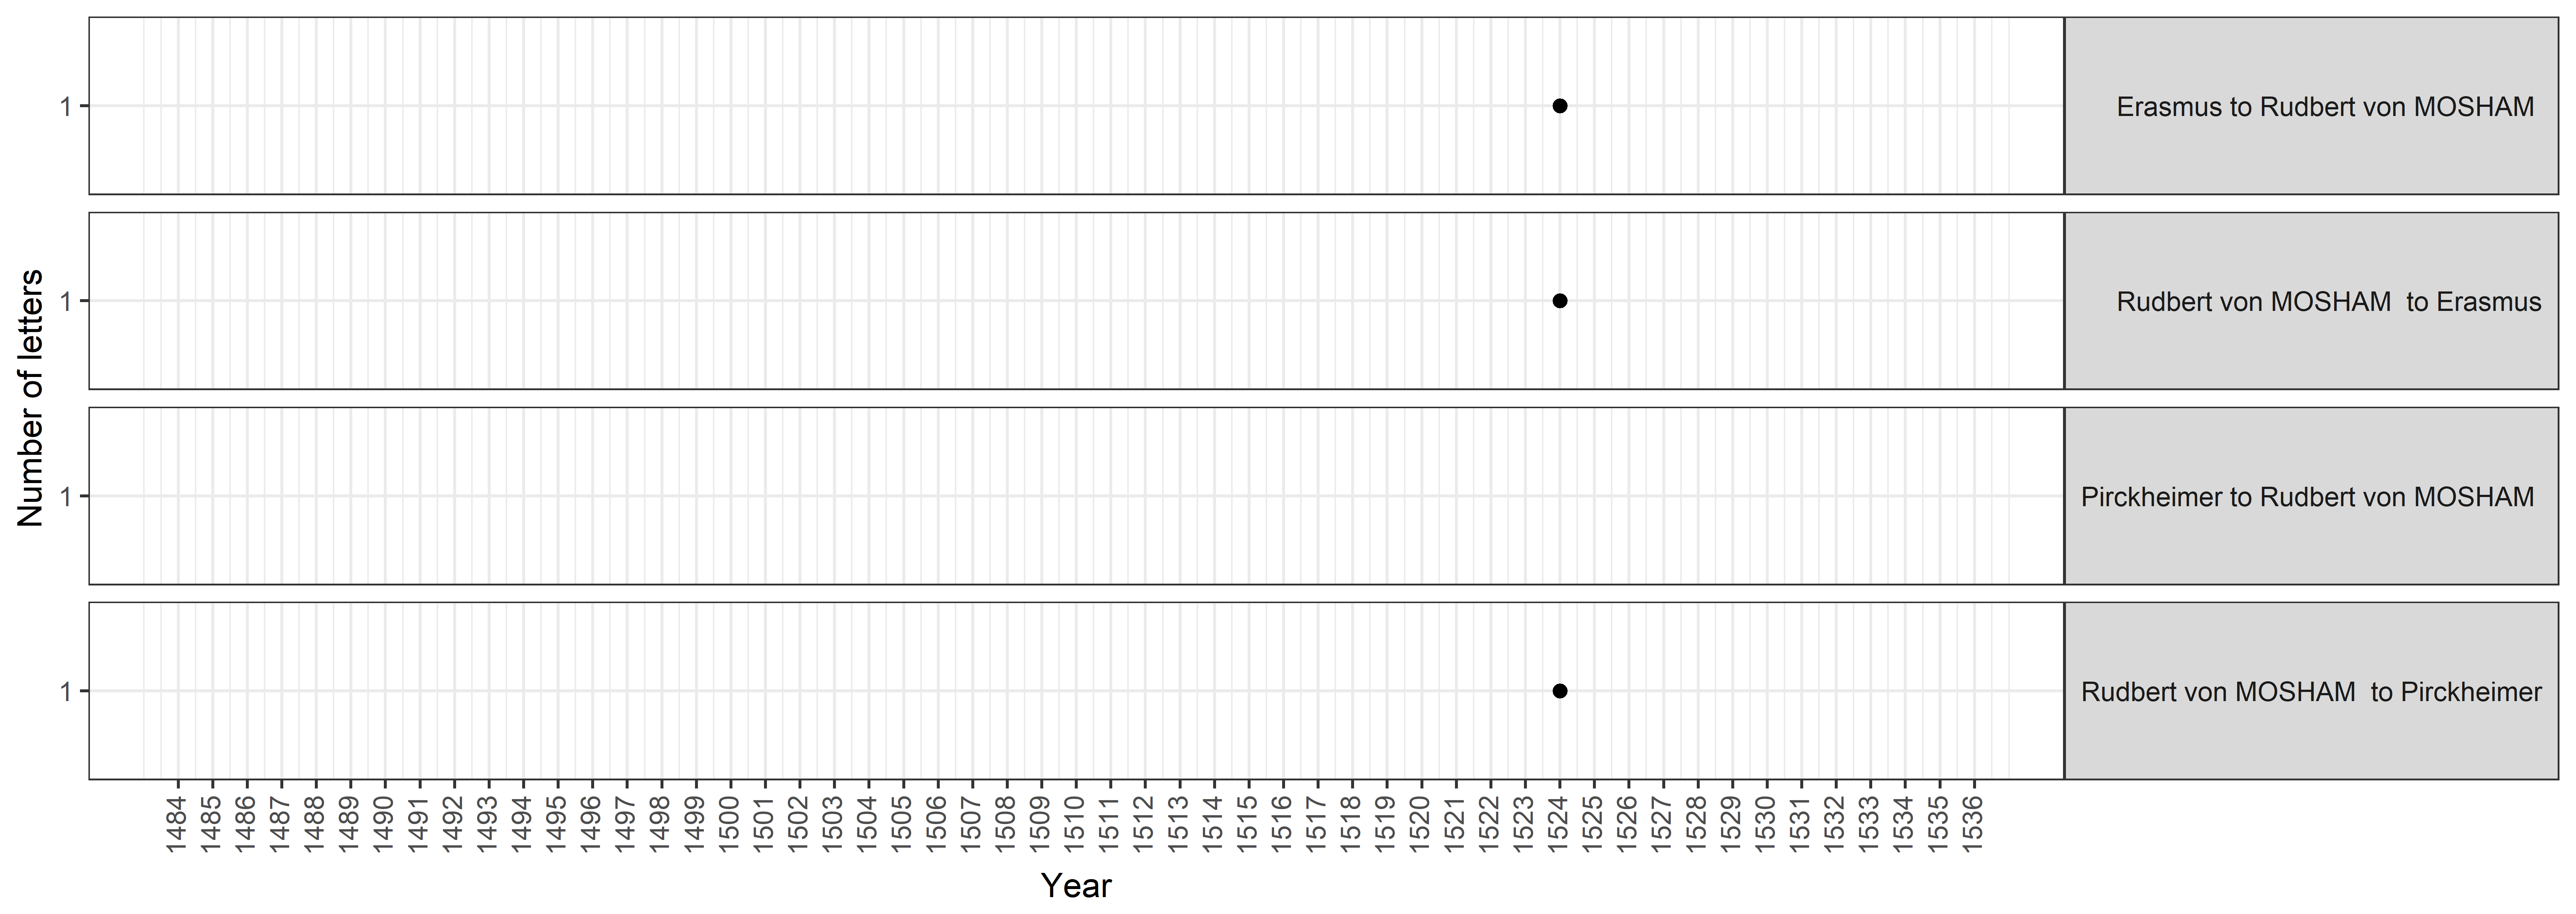 Number of letters
1
Erasmus to Rudbert von MOSHAM
1
Rudbert von MOSHAM  to Erasmus
1
Pirckheimer to Rudbert von MOSHAM
1
Rudbert von MOSHAM  to Pirckheimer
1484 1485 1486 1487 1488 1489 1490 1491 1492 1493 1494 1495 1496 1497 1498 1499 1500 1501 1502 1503 1504 1505 1506 1507 1508 1509 1510 1511 1512 1513 1514 1515 1516 1517 1518 1519 1520 1521 1522 1523 1524 1525 1526 1527 1528 1529 1530 1531 1532 1533 1534 1535 1536
Year